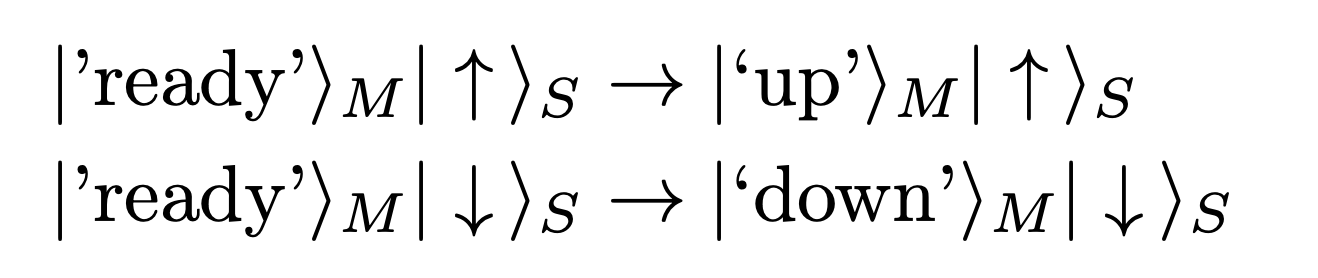 |’ready’⟩_M| ↑ ⟩_S → |‘up’⟩_M| ↑ ⟩_S
|’ready’⟩_M| ↓ ⟩_S → |‘down’⟩_M| ↓ ⟩_S